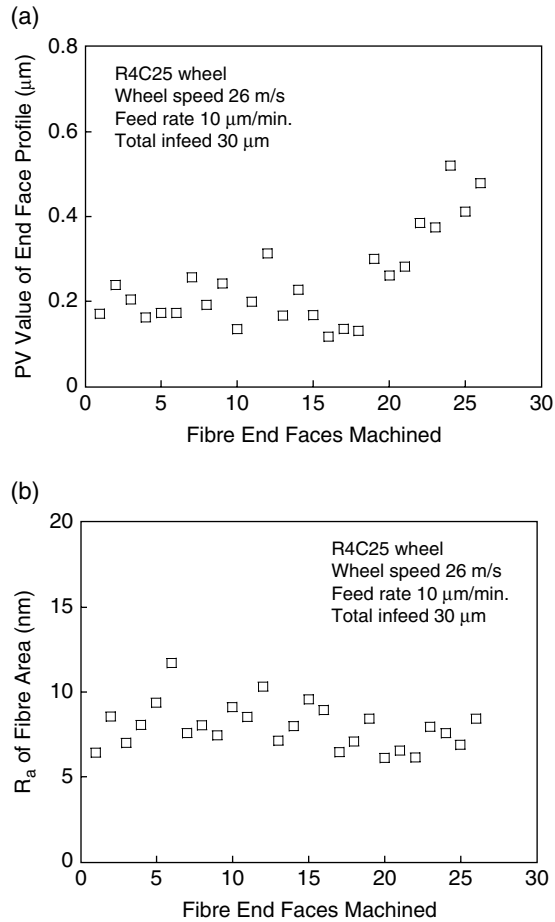 (a)
0.8
0.6
0.4
0.2
0
PV Value of End Face Profile (μm)
R4C25 wheel
Wheel speed 26 m/s
Feed rate 10 μm/min.
Total infeed 30 μm
0 5 10 15 20 25 30
Fibre End Faces Machined
(b)
20
15
10
5
0
Ra of Fibre Area (nm)
R4C25 wheel
Wheel speed 26 m/s
Feed rate 10 μm/min.
Total infeed 30 μm
0 5 10 15 20 25 30
Fibre End Faces Machined